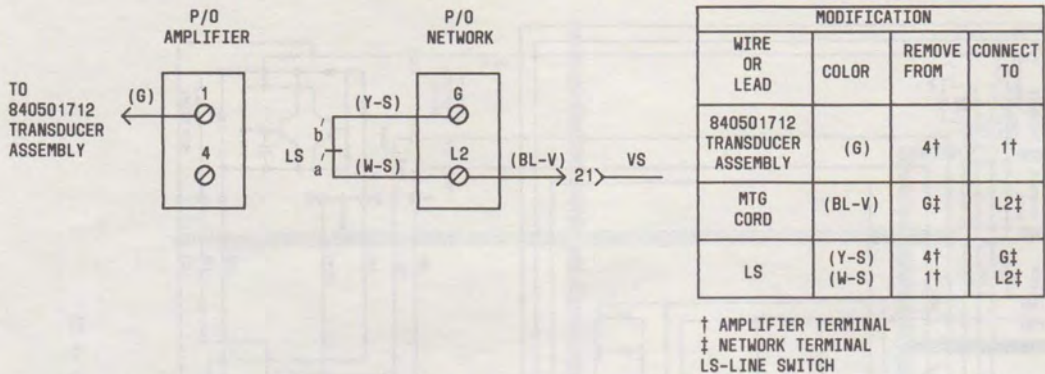 P/O
AMPLIFIER
P/O
NETWORK
TO
840501712
TRANSDUCER
ASSEMBLY
(G)
1
4
LS
b
a
(Y-S)
(W-S)
G
L2
(BL-V)
21
VS
MODIFICATION
WIRE
OR
LEAD
COLOR
REMOVE
FROM
CONNECT
TO
840501712
TRANSDUCER
ASSEMBLY
(G)
4†
1†
MTG
CORD
(BL-V)
G‡
L2‡
LS
(Y-S)
4†
G‡
(W-S)
1†
L2‡
† AMPLIFIER TERMINAL
‡ NETWORK TERMINAL
LS-LINE SWITCH